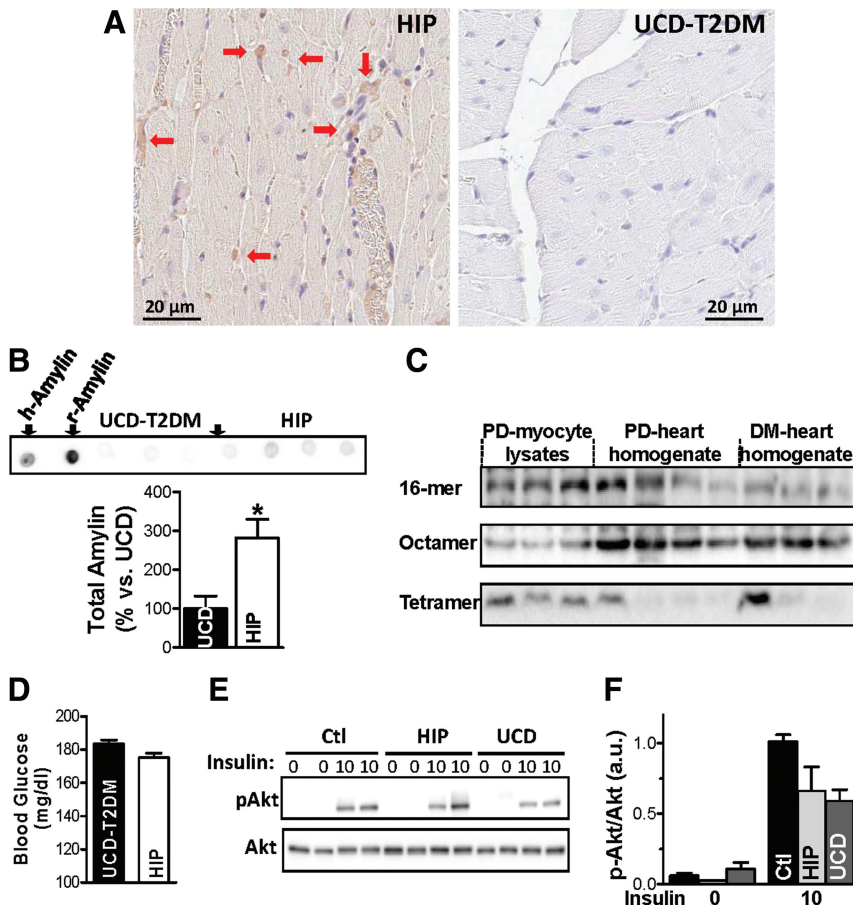 A
HIP
UCD-T2DM
20 µm
20 µm
B
h-Amylin
r-Amylin
UCD-T2DM
HIP
Total Amylin
(% vs. UCD)
400
300
200
100
0
*
UCD
HIP
C
PD-myocyte
lysates
PD-heart
homogenate
DM-heart
homogenate
16-mer
Octamer
Tetramer
D
Blood Glucose
(mg/dl)
200
180
160
140
120
100
UCD-T2DM
HIP
E
Ctl HIP UCD
Insulin: 0 0 10 10 0 0 10 10 0 0 10 10
pAkt
Akt
F
p-Akt/Akt (a.u.)
1.0
0.5
0.0
Ctl
HIP
UCD
Insulin 0 10